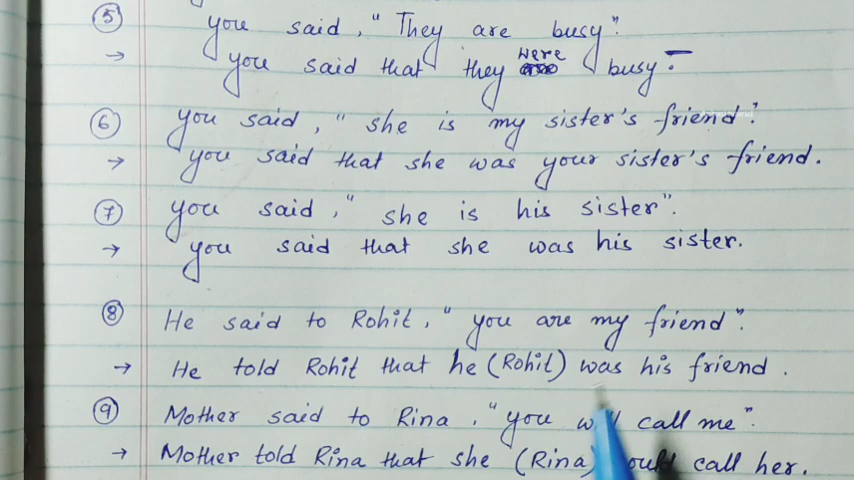 ⑤ you said, "They are busy".
→ you said that they were busy.
⑥ you said, "she is my sister's friend".
→ you said that she was your sister's friend.
⑦ you said, "she is his sister".
→ you said that she was his sister.
⑧ He said to Rohit, "you are my friend".
→ He told Rohit that he (Rohit) was his friend.
⑨ Mother said to Rina, "you call me".
→ Mother told Rina that she (Rina) call her.